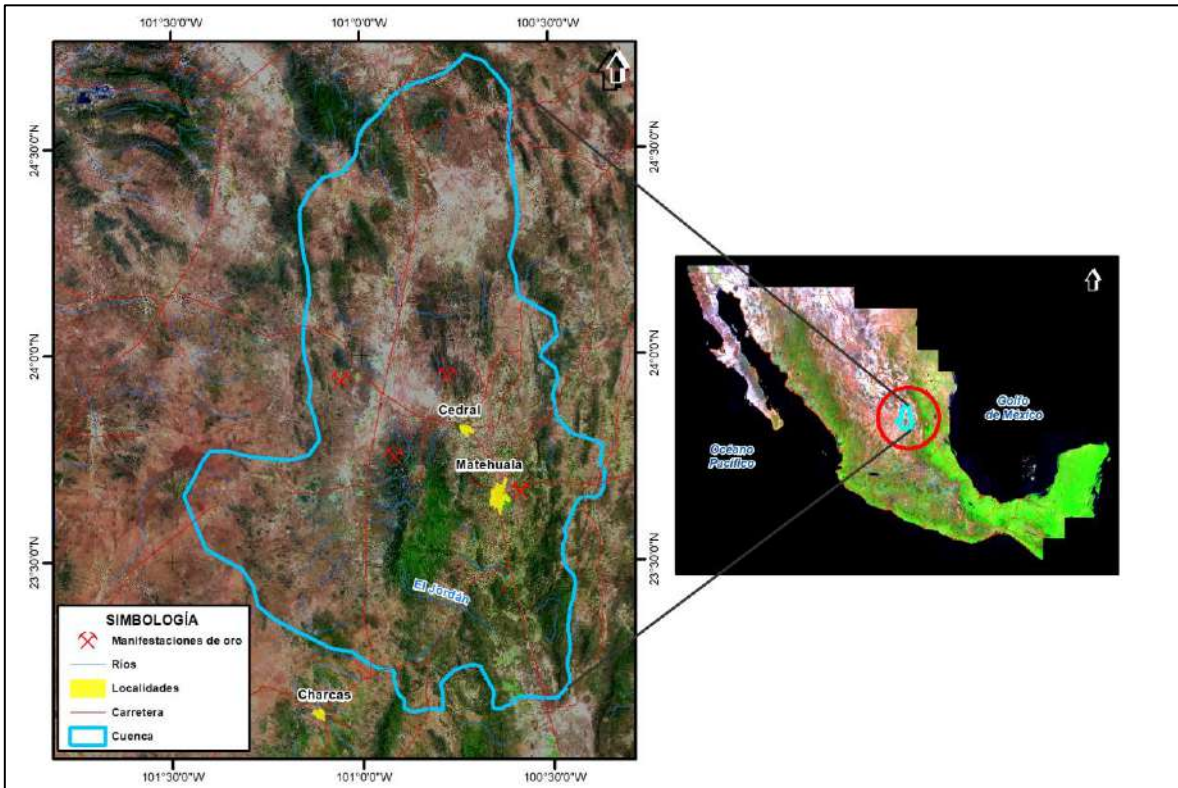 101°30'0"W 101°0'0"W 100°30'0"W
24°30'0"N 24°30'0"N
24°0'0"N 24°0'0"N
Cedral
Matehuala
23°30'0"N 23°30'0"N
El Jordán
Charcas
SIMBOLOGÍA
Manifestaciones de oro
Ríos
Localidades
Carretera
Cuenca
101°30'0"W 101°0'0"W 100°30'0"W
Golfo
de México
Océano
Pacífico